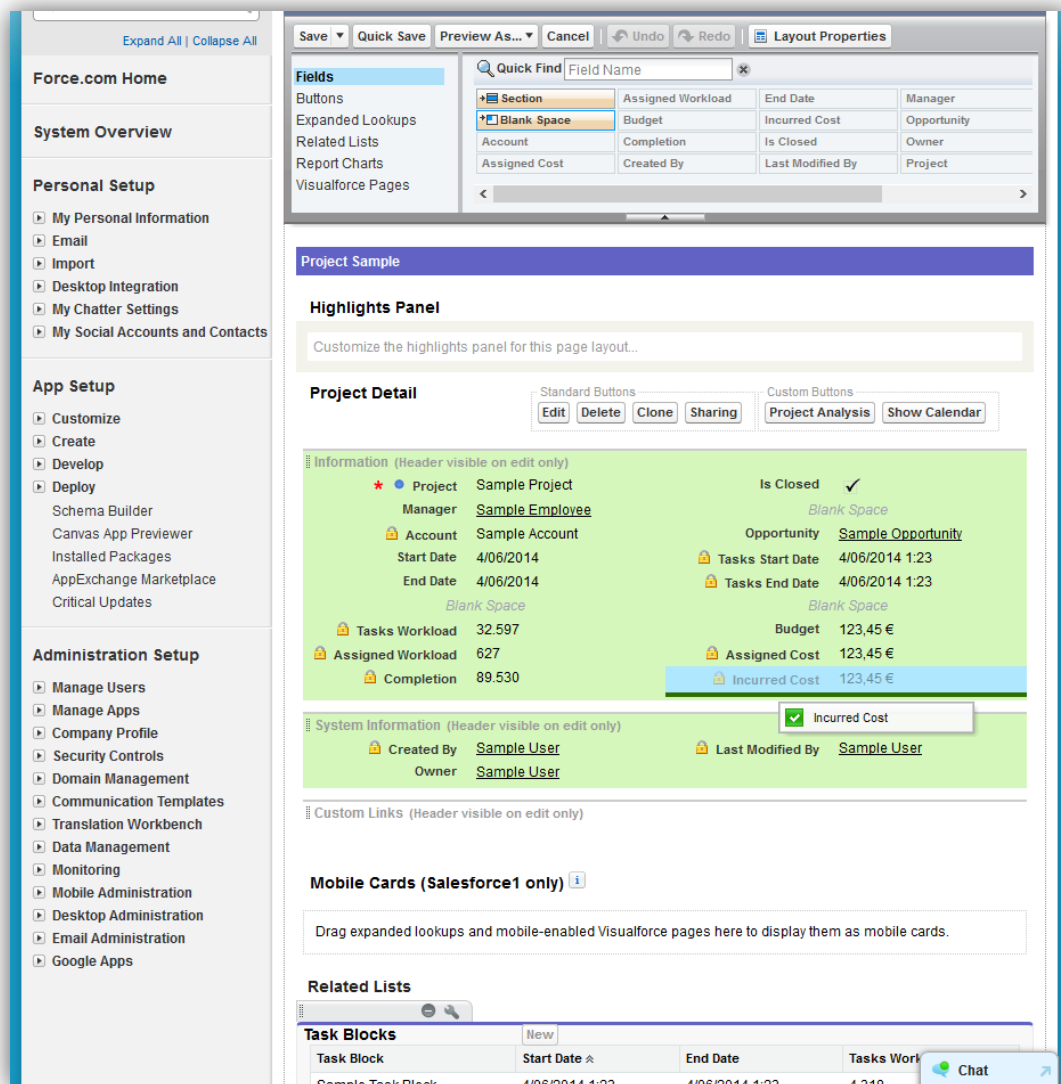 Expand All | Collapse All
Force.com Home
System Overview
Personal Setup
My Personal Information
Email
Import
Desktop Integration
My Chatter Settings
My Social Accounts and Contacts
App Setup
Customize
Create
Develop
Deploy
Schema Builder
Canvas App Previewer
Installed Packages
AppExchange Marketplace
Critical Updates
Administration Setup
Manage Users
Manage Apps
Company Profile
Security Controls
Domain Management
Communication Templates
Translation Workbench
Data Management
Monitoring
Mobile Administration
Desktop Administration
Email Administration
Google Apps
Save Quick Save Preview As... Cancel Undo Redo Layout Properties
Fields
Buttons
Expanded Lookups
Related Lists
Report Charts
Visualforce Pages
Quick Find Field Name
Section Assigned Workload End Date Manager
Blank Space Budget Incurred Cost Opportunity
Account Completion Is Closed Owner
Assigned Cost Created By Last Modified By Project
Project Sample
Highlights Panel
Customize the highlights panel for this page layout...
Project Detail
Standard Buttons
Edit Delete Clone Sharing
Custom Buttons
Project Analysis Show Calendar
Information (Header visible on edit only)
* Project Sample Project Is Closed ✓
Manager Sample Employee Blank Space
Account Sample Account Opportunity Sample Opportunity
Start Date 4/06/2014 Tasks Start Date 4/06/2014 1:23
End Date 4/06/2014 Tasks End Date 4/06/2014 1:23
Blank Space Blank Space
Tasks Workload 32.597 Budget 123,45 €
Assigned Workload 627 Assigned Cost 123,45 €
Completion 89.530 Incurred Cost 123,45 €
Incurred Cost
System Information (Header visible on edit only)
Created By Sample User Last Modified By Sample User
Owner Sample User
Custom Links (Header visible on edit only)
Mobile Cards (Salesforce1 only) i
Drag expanded lookups and mobile-enabled Visualforce pages here to display them as mobile cards.
Related Lists
Task Blocks New
Task Block Start Date End Date Tasks
Sample Task Block 4/06/2014 1:23 4/06/2014 1:23
Chat